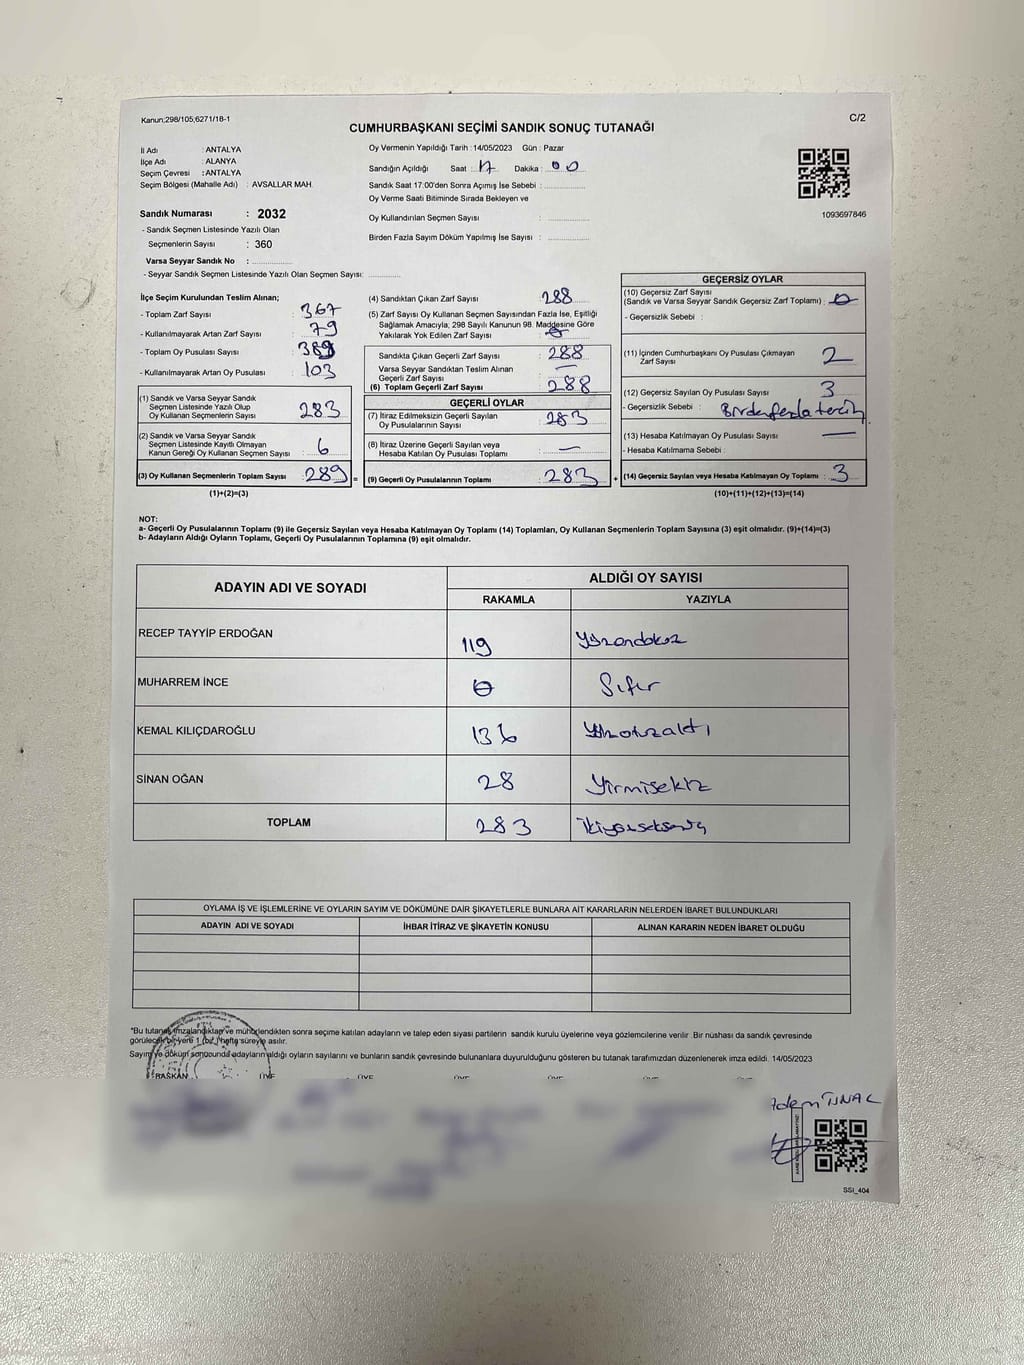 Kanun;298/105;6271/18-1
C/2
CUMHURBAŞKANI SEÇİMİ SANDIK SONUÇ TUTANAĞI
İl Adı : ANTALYA
İlçe Adı : ALANYA
Seçim Çevresi : ANTALYA
Seçim Bölgesi (Mahalle Adı) : AVSALLAR MAH.
Sandık Numarası : 2032
- Sandık Seçmen Listesinde Yazılı Olan
Seçmenlerin Sayısı : 360
Varsa Seyyar Sandık No :
- Seyyar Sandık Seçmen Listesinde Yazılı Olan Seçmen Sayısı:
Oy Vermenin Yapıldığı Tarih : 14/05/2023 Gün : Pazar
Sandığın Açıldığı Saat : 17 Dakika : 00
Sandık Saat 17:00'den Sonra Açımış İse Sebebi :
Oy Verme Saati Bitiminde Sırada Bekleyen ve
Oy Kullandırılan Seçmen Sayısı :
Birden Fazla Sayım Döküm Yapılmış İse Sayısı :
1093697846
İlçe Seçim Kurulundan Teslim Alınan;
- Toplam Zarf Sayısı : 367
- Kullanılmayarak Artan Zarf Sayısı : 79
- Toplam Oy Pusulası Sayısı :
- Kullanılmayarak Artan Oy Pusulası : 103
(1) Sandık ve Varsa Seyyar Sandık
Seçmen Listesinde Yazılı Olup
Oy Kullanan Seçmenlerin Sayısı : 283
(2) Sandık ve Varsa Seyyar Sandık
Seçmen Listesinde Kayıtlı Olmayan
Kanun Gereği Oy Kullanan Seçmen Sayısı : 6
(3) Oy Kullanan Seçmenlerin Toplam Sayısı : 289
(1)+(2)=(3)
(4) Sandıktan Çıkan Zarf Sayısı : 288
(5) Zarf Sayısı Oy Kullanan Seçmen Sayısından Fazla İse, Eşitliği
Sağlamak Amacıyla; 298 Sayılı Kanunun 98. Maddesine Göre
Yakılarak Yok Edilen Zarf Sayısı : 0
Sandıkta Çıkan Geçerli Zarf Sayısı : 288
Varsa Seyyar Sandıktan Teslim Alınan
Geçerli Zarf Sayısı : —
(6) Toplam Geçerli Zarf Sayısı : 288
GEÇERLİ OYLAR
(7) İtiraz Edilmeksizin Geçerli Sayılan
Oy Pusulalarının Sayısı : 283
(8) İtiraz Üzerine Geçerli Sayılan veya
Hesaba Katılan Oy Pusulası Toplamı : —
= (9) Geçerli Oy Pusulalarının Toplamı : 283
GEÇERSİZ OYLAR
(10) Geçersiz Zarf Sayısı
(Sandık ve Varsa Seyyar Sandık Geçersiz Zarf Toplamı) : 0
- Geçersizlik Sebebi :
(11) İçinden Cumhurbaşkanı Oy Pusulası Çıkmayan
Zarf Sayısı : 2
(12) Geçersiz Sayılan Oy Pusulası Sayısı : 3
- Geçersizlik Sebebi : Birden fazla tercih
(13) Hesaba Katılmayan Oy Pusulası Sayısı : —
- Hesaba Katılmama Sebebi :
+ (14) Geçersiz Sayılan veya Hesaba Katılmayan Oy Toplamı : 3
(10)+(11)+(12)+(13)=(14)
NOT:
a- Geçerli Oy Pusulalarının Toplamı (9) ile Geçersiz Sayılan veya Hesaba Katılmayan Oy Toplamı (14) Toplamları, Oy Kullanan Seçmenlerin Toplam Sayısına (3) eşit olmalıdır. (9)+(14)=(3)
b- Adayların Aldığı Oyların Toplamı, Geçerli Oy Pusulalarının Toplamına (9) eşit olmalıdır.
ADAYIN ADI VE SOYADI
ALDIĞI OY SAYISI
RAKAMLA YAZIYLA
RECEP TAYYİP ERDOĞAN 119 Yüzondokuz
MUHARREM İNCE 0 Sıfır
KEMAL KILIÇDAROĞLU 136 Yüzotuzaltı
SİNAN OĞAN 28 Yirmisekiz
TOPLAM 283 İkiyüzseksenüç
OYLAMA İŞ VE İŞLEMLERİNE VE OYLARIN SAYIM VE DÖKÜMÜNE DAİR ŞİKAYETLERLE BUNLARA AİT KARARLARIN NELERDEN İBARET BULUNDUKLARI
ADAYIN ADI VE SOYADI İHBAR İTİRAZ VE ŞİKAYETİN KONUSU ALINAN KARARIN NEDEN İBARET OLDUĞU
"Bu tutanak imzalandıktan ve mühürlendikten sonra seçime katılan adayların ve talep eden siyasi partilerin sandık kurulu üyelerine veya gözlemcilerine verilir. Bir nüshası da sandık çevresinde
görülecek bir yere 1 (bir) hafta süreyle asılır.
Sayım ve döküm sonucunda adayların aldığı oyların sayılarını ve bunların sandık çevresinde bulunanlara duyurulduğunu gösteren bu tutanak tarafımızdan düzenlenerek imza edildi. 14/05/2023
BAŞKAN ÜYE ÜYE ÜYE ÜYE ÜYE ÜYE
Adem ÜNAL
SSI_404